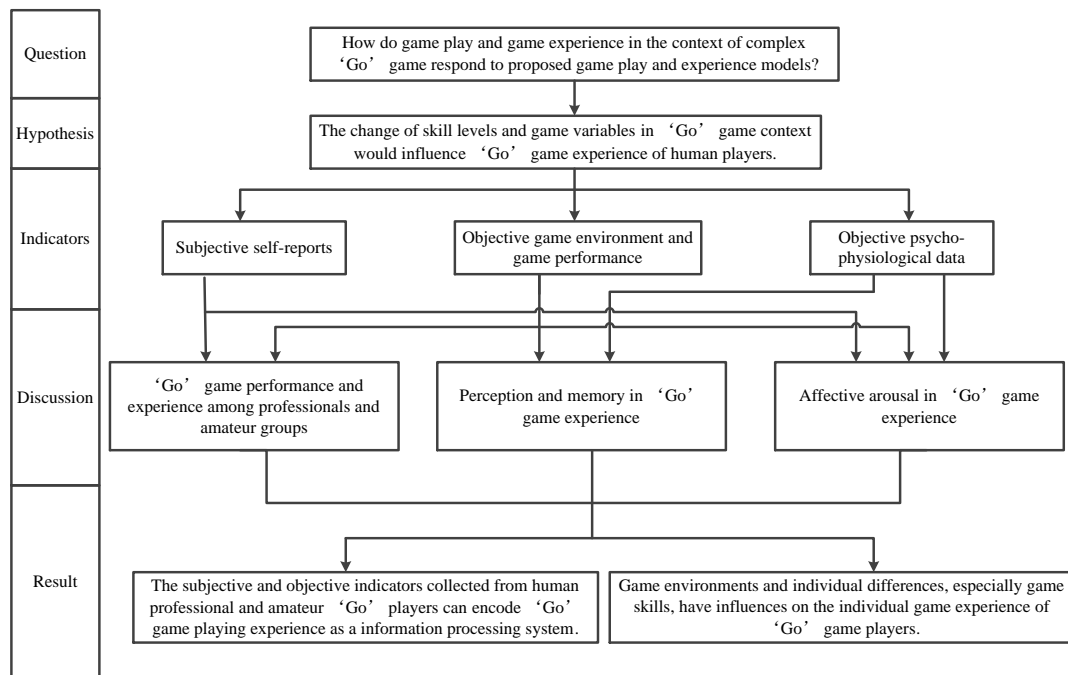 Question
How do game play and game experience in the context of complex
‘Go’ game respond to proposed game play and experience models?
Hypothesis
The change of skill levels and game variables in ‘Go’ game context
would influence ‘Go’ game experience of human players.
Indicators
Subjective self-reports
Objective game environment and
game performance
Objective psycho-
physiological data
Discussion
‘Go’ game performance and
experience among professionals and
amateur groups
Perception and memory in ‘Go’
game experience
Affective arousal in ‘Go’ game
experience
Result
The subjective and objective indicators collected from human
professional and amateur ‘Go’ players can encode ‘Go’
game playing experience as a information processing system.
Game environments and individual differences, especially game
skills, have influences on the individual game experience of
‘Go’ game players.